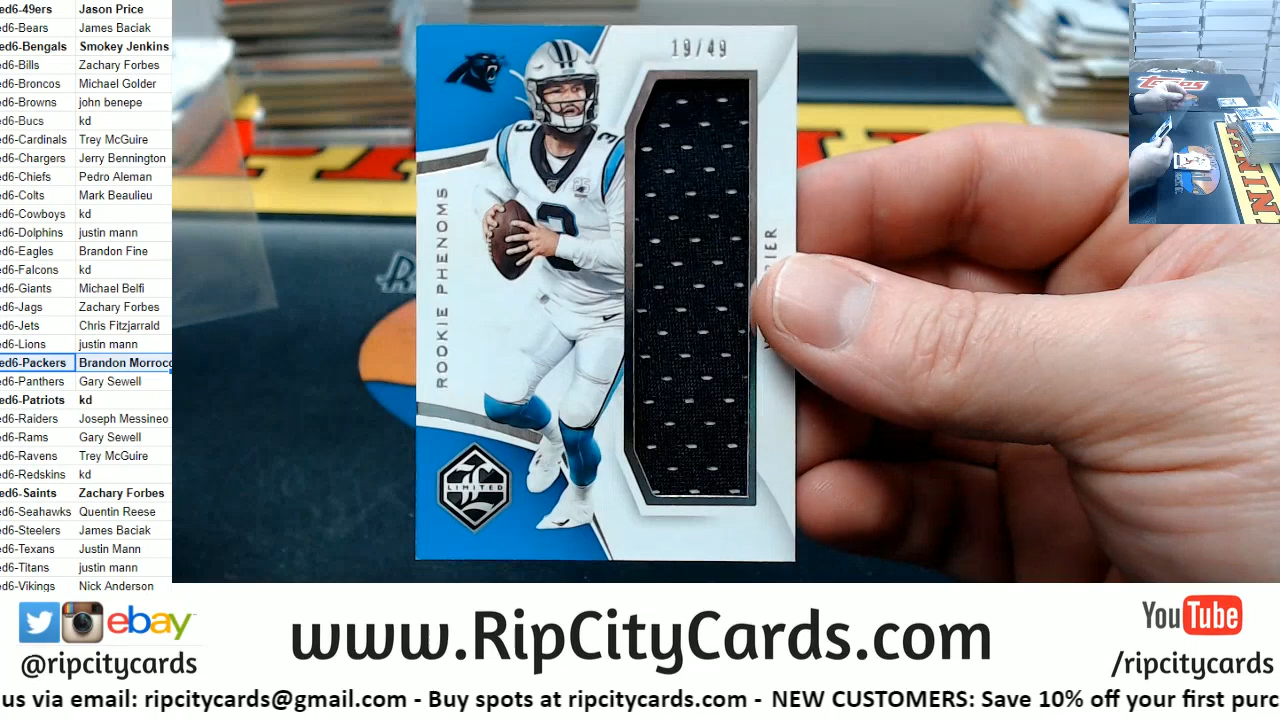 ed6-49ers Jason Price
ed6-Bears James Baciak
ed6-Bengals Smokey Jenkins
ed6-Bills Zachary Forbes
ed6-Broncos Michael Golder
ed6-Browns john benepe
ed6-Bucs kd
ed6-Cardinals Trey McGuire
ed6-Chargers Jerry Bennington
ed6-Chiefs Pedro Aleman
ed6-Colts Mark Beaulieu
ed6-Cowboys kd
ed6-Dolphins justin mann
ed6-Eagles Brandon Fine
ed6-Falcons kd
ed6-Giants Michael Belfi
ed6-Jags Zachary Forbes
ed6-Jets Chris Fitzjarrald
ed6-Lions justin mann
ed6-Packers Brandon Morroco
ed6-Panthers Gary Sewell
ed6-Patriots kd
ed6-Raiders Joseph Messineo
ed6-Rams Gary Sewell
ed6-Ravens Trey McGuire
ed6-Redskins kd
ed6-Saints Zachary Forbes
ed6-Seahawks Quentin Reese
ed6-Steelers James Baciak
ed6-Texans Justin Mann
ed6-Titans justin mann
ed6-Vikings Nick Anderson
19/49
3
3
ROOKIE PHENOMS
LIMITED
Topps
PANINI
ebay
@ripcitycards
www.RipCityCards.com
YouTube
/ripcitycards
us via email: ripcitycards@gmail.com - Buy spots at ripcitycards.com - NEW CUSTOMERS: Save 10% off your first purc